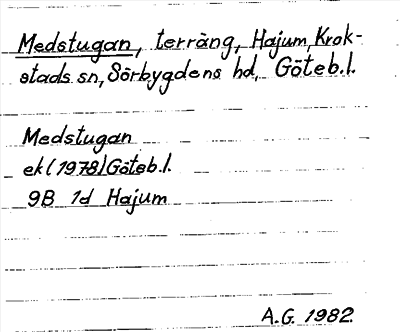 Medstugan, terräng, Hajum, Krok-
stads sn, Sörbygdens hd, Göteb.l.
Medstugan
ek (1978) Göteb.l.
9B 1d Hajum
A.G. 1982.